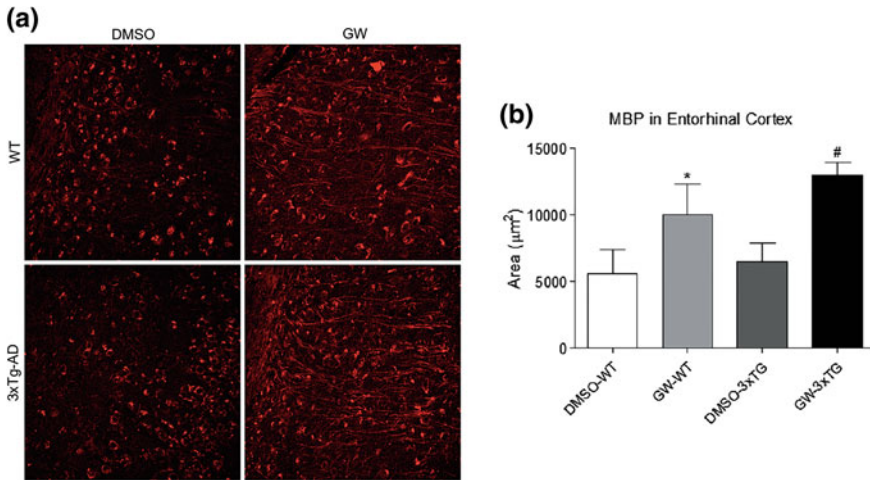 (a)
DMSO GW
WT
3xTg-AD
(b)
MBP in Entorhinal Cortex
Area (µm²)
15000
10000
5000
0
*
#
DMSO-WT
GW-WT
DMSO-3xTG
GW-3xTG